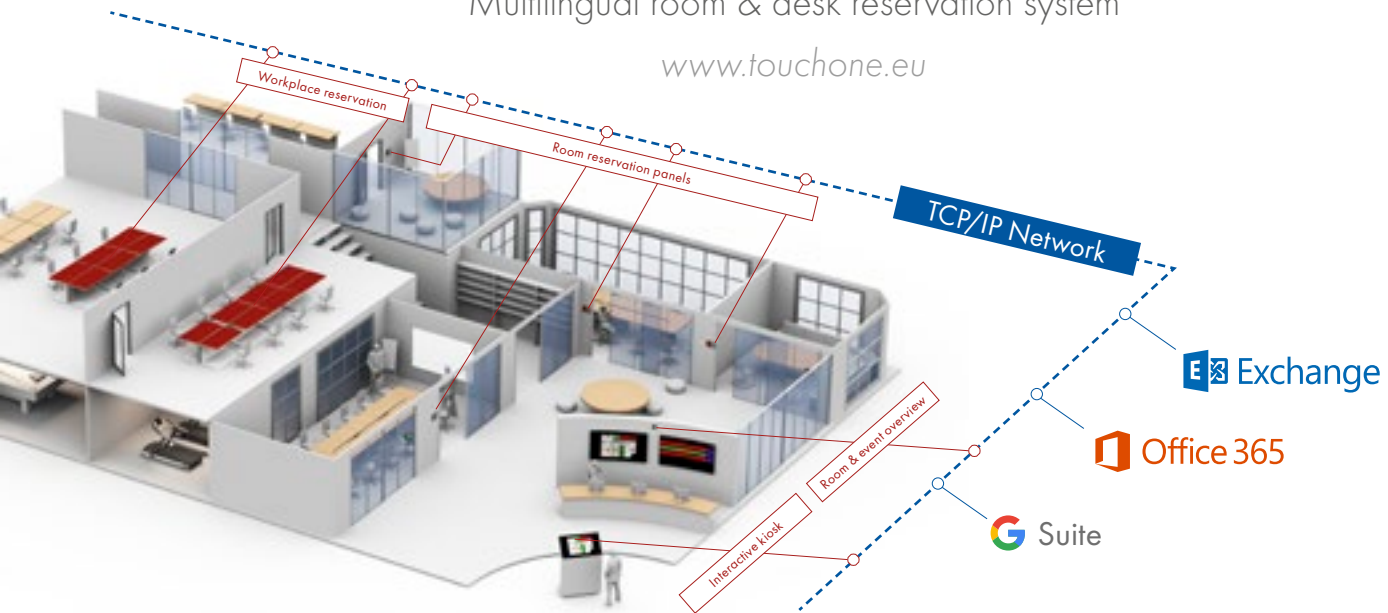 Multilingual room & desk reservation system
www.touchone.eu
Workplace reservation
Room reservation panels
TCP/IP Network
E Exchange
Office 365
Room & event overview
G Suite
Interactive kiosk